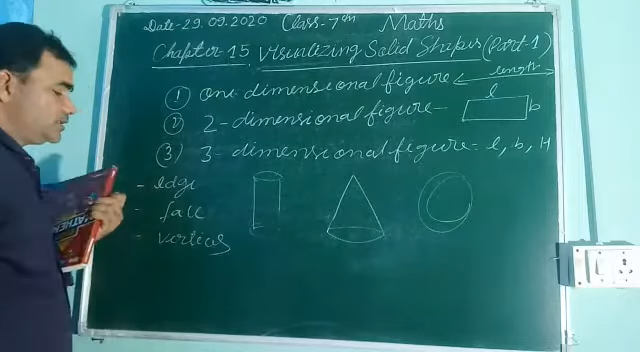 Date-29.09.2020 Class-7th Maths
Chapter-15 Visualizing Solid Shapes (Part-1)
① one dimensional figure length
② 2-dimensional figure- l b
③ 3-dimensional figure- l, b, H
- edge
- face
- vertices
MATHEM